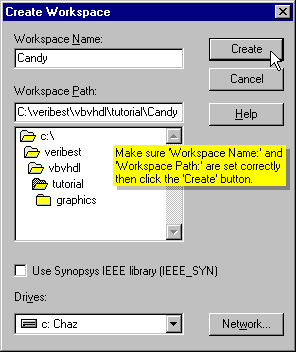 Create Workspace
Workspace Name:
Candy
Create
Cancel
Workspace Path:
C:\veribest\vbvhdl\tutorial\Candy
Help
c:\
veribest
vbvhdl
tutorial
graphics
Make sure 'Workspace Name:' and
'Workspace Path:' are set correctly
then click the 'Create' button.
Use Synopsys IEEE library (IEEE_SYN)
Drives:
c: Chaz
Network...